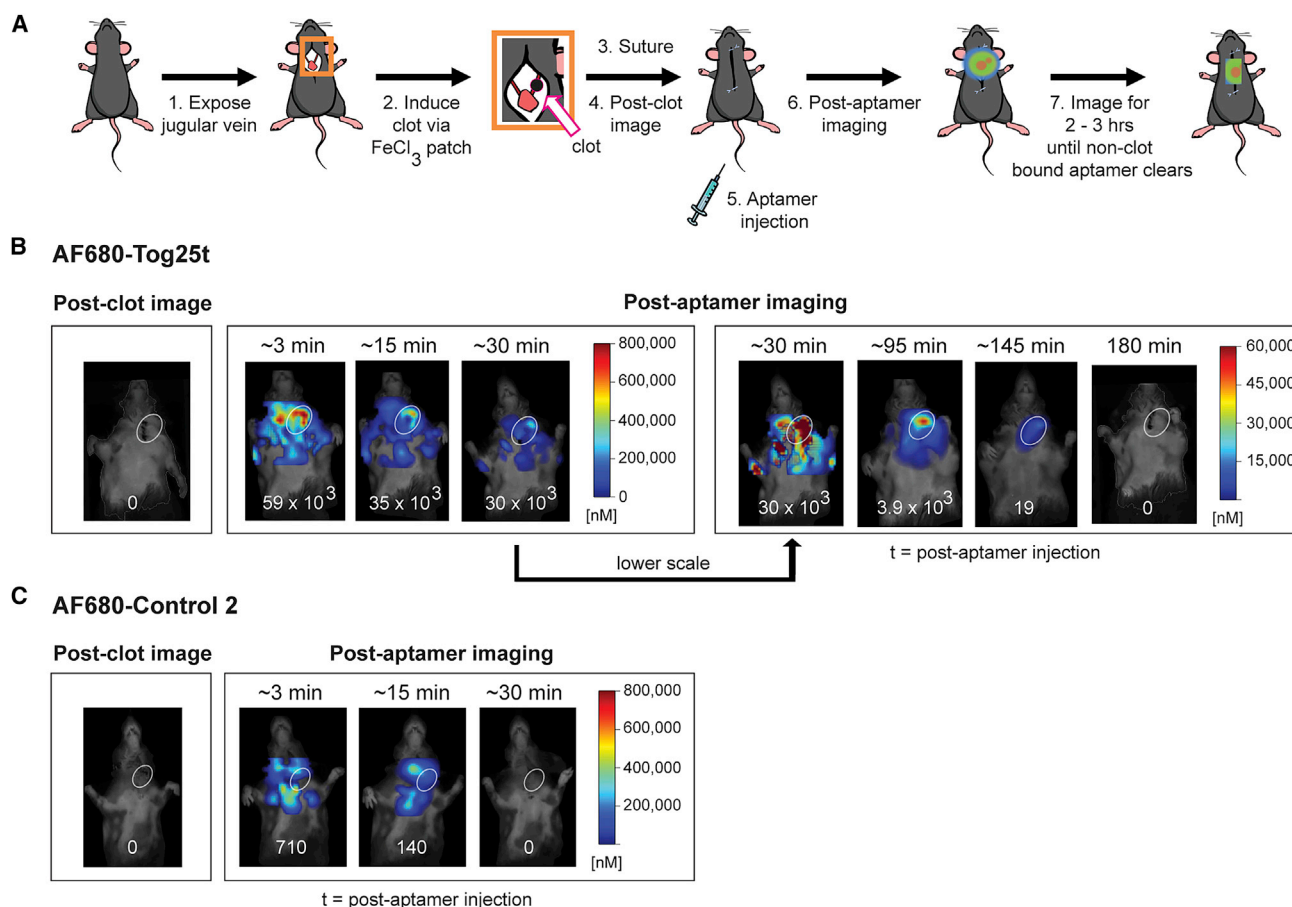 A
1. Expose
jugular vein
2. Induce
clot via
FeCl3 patch
clot
3. Suture
4. Post-clot
image
5. Aptamer
injection
6. Post-aptamer
imaging
7. Image for
2 - 3 hrs
until non-clot
bound aptamer clears
B
AF680-Tog25t
Post-clot image
Post-aptamer imaging
0
~3 min
~15 min
~30 min
59 x 10^3
35 x 10^3
30 x 10^3
800,000
600,000
400,000
200,000
0
[nM]
~30 min
~95 min
~145 min
180 min
30 x 10^3
3.9 x 10^3
19
0
60,000
45,000
30,000
15,000
[nM]
lower scale
t = post-aptamer injection
C
AF680-Control 2
Post-clot image
Post-aptamer imaging
0
~3 min
~15 min
~30 min
710
140
0
800,000
600,000
400,000
200,000
[nM]
t = post-aptamer injection